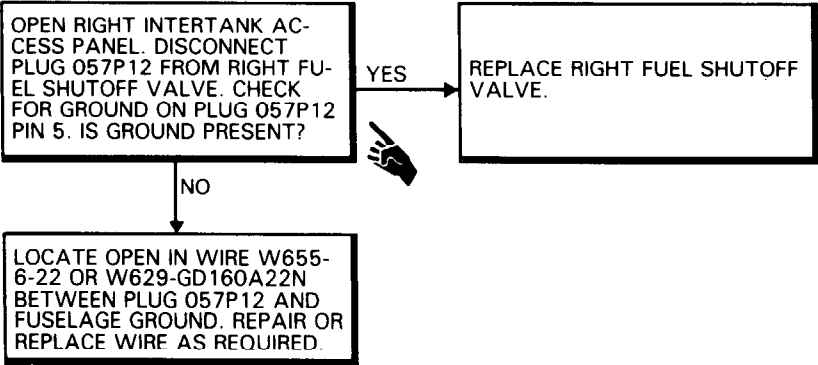 OPEN RIGHT INTERTANK AC-
CESS PANEL. DISCONNECT
PLUG 057P12 FROM RIGHT FU-
EL SHUTOFF VALVE. CHECK
FOR GROUND ON PLUG 057P12
PIN 5. IS GROUND PRESENT?
YES
REPLACE RIGHT FUEL SHUTOFF
VALVE.
NO
LOCATE OPEN IN WIRE W655-
6-22 OR W629-GD160A22N
BETWEEN PLUG 057P12 AND
FUSELAGE GROUND. REPAIR OR
REPLACE WIRE AS REQUIRED.